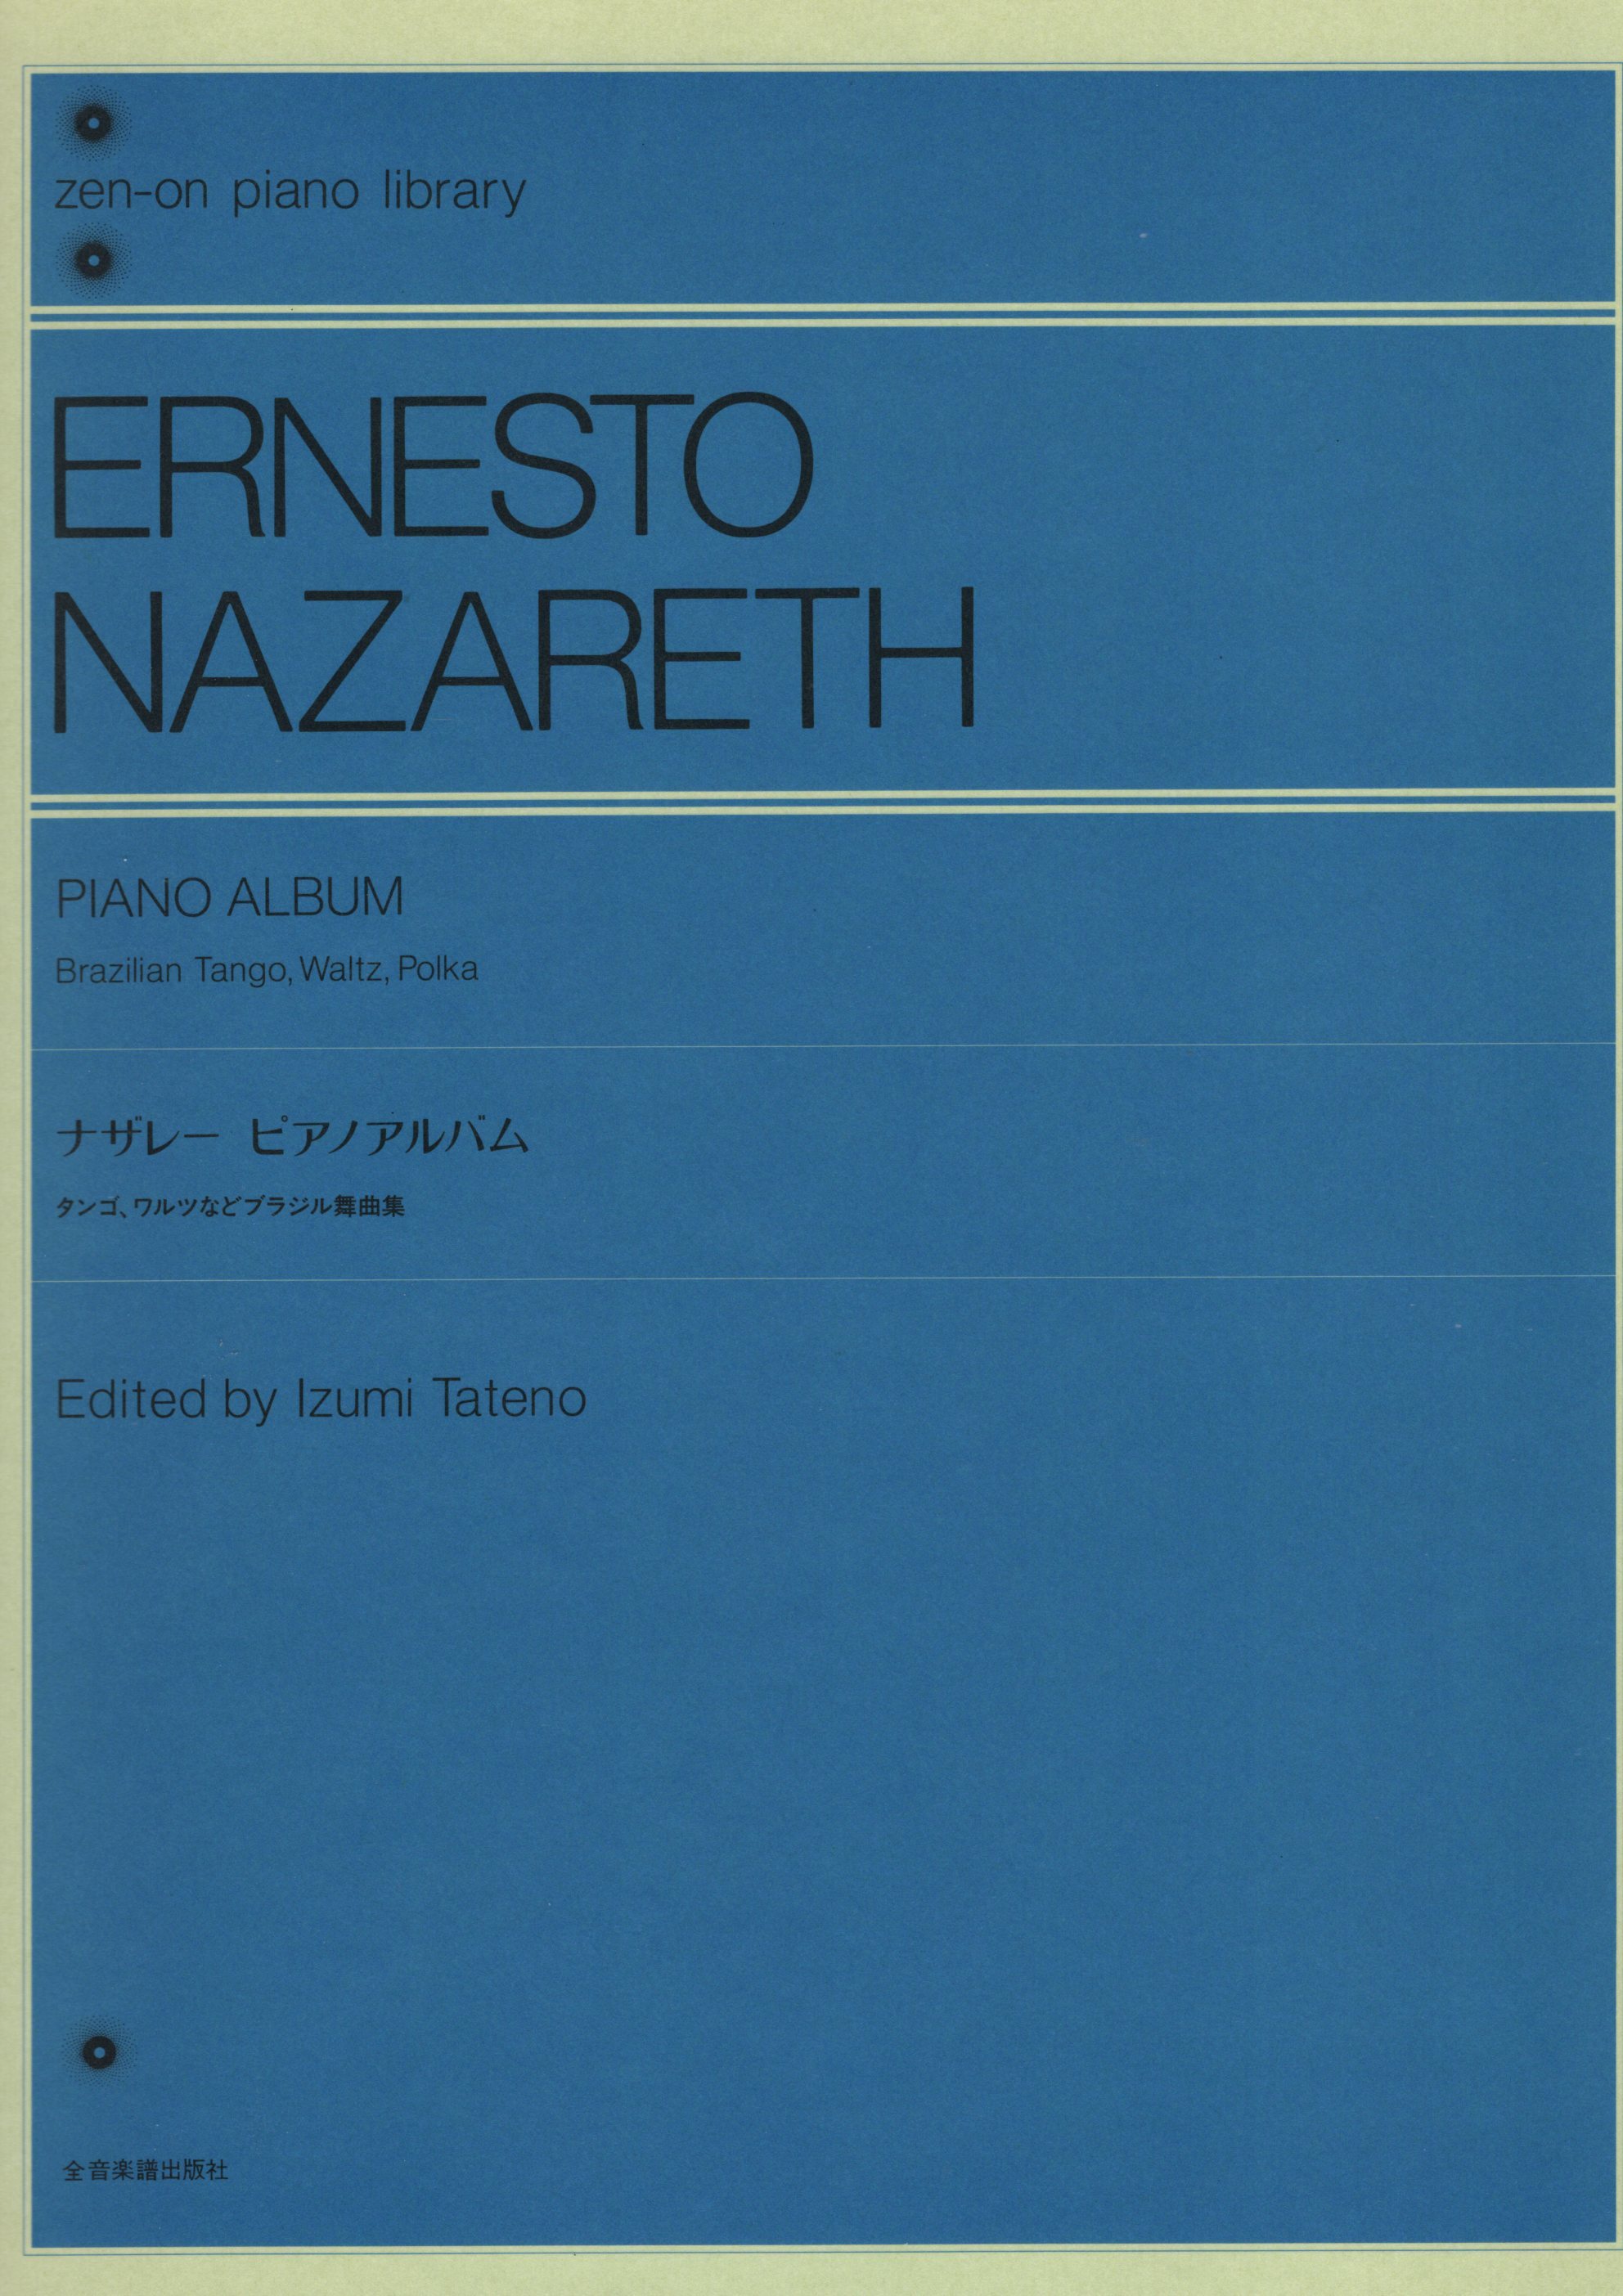 zen-on piano library
ERNESTO
NAZARETH
PIANO ALBUM
Brazilian Tango, Waltz, Polka
ナザレー ピアノアルバム
タンゴ、ワルツなどブラジル舞曲集
Edited by Izumi Tateno
全音楽譜出版社